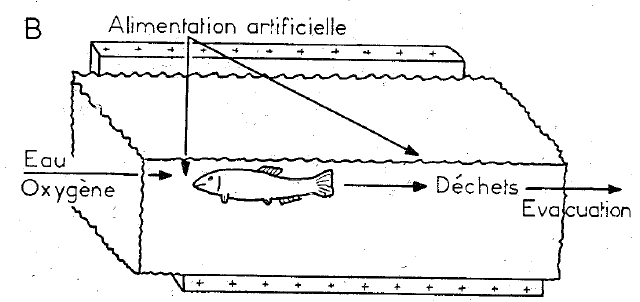 B
Alimentation artificielle
Eau
Oxygène
Déchets
Evacuation